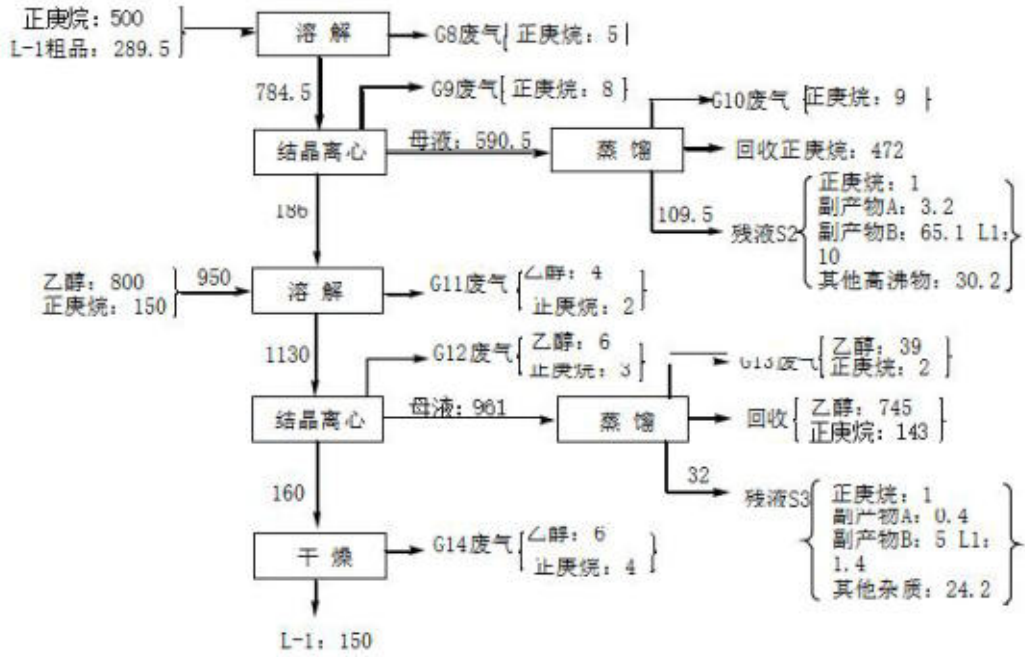 正庚烷：500
L-1粗品：289.5
溶 解
G8废气
正庚烷：5
784.5
G9废气
正庚烷：8
G10废气
正庚烷：9
结晶离心
母液：590.5
蒸 馏
回收正庚烷：472
186
109.5
残液S2
正庚烷：1
副产物A：3.2
副产物B：65.1 L1：
10
其他高沸物：30.2
乙醇：800
正庚烷：150
950
溶 解
G11废气
乙醇：4
正庚烷：2
1130
G12废气
乙醇：6
正庚烷：3
G13废气
乙醇：39
正庚烷：2
结晶离心
母液：961
蒸 馏
回收
乙醇：745
正庚烷：143
160
32
残液S3
正庚烷：1
副产物A：0.4
副产物B：5 L1：
1.4
其他杂质：24.2
干 燥
G14废气
乙醇：6
正庚烷：4
L-1：150